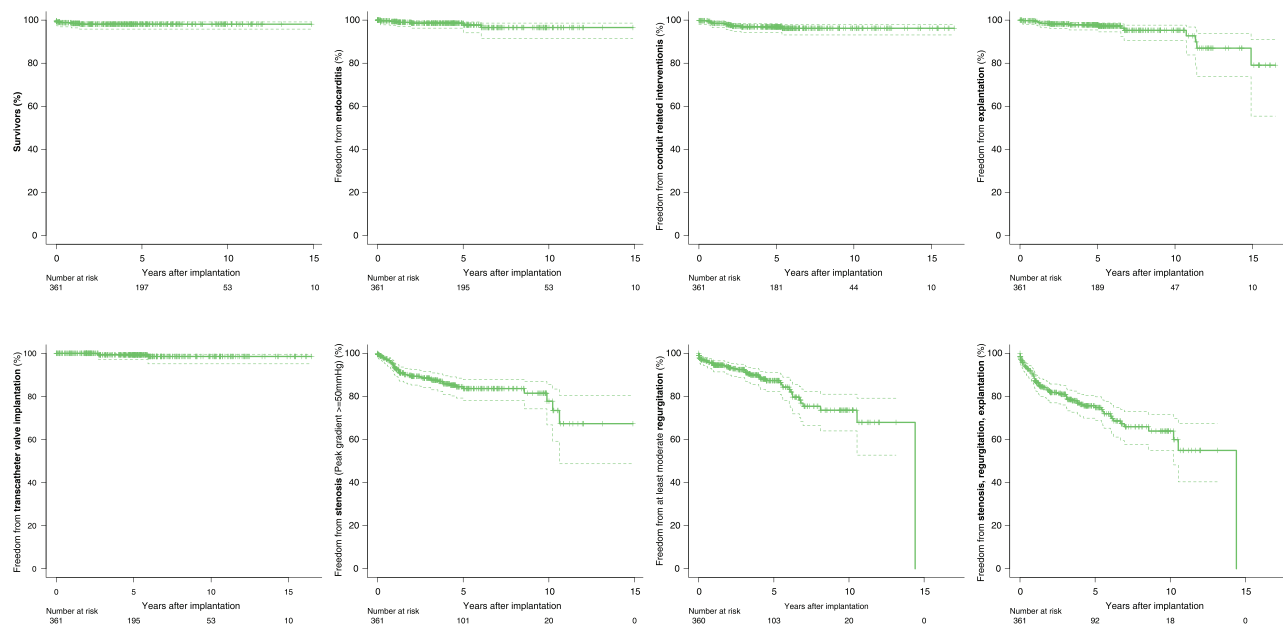 Survivors (%)
100
80
60
40
20
0
0 5 10 15
Years after implantation
Number at risk
361 197 53 10
Freedom from endocarditis (%)
100
80
60
40
20
0
0 5 10 15
Years after implantation
Number at risk
361 195 53 10
Freedom from conduit related interventionis (%)
100
80
60
40
20
0
0 5 10 15
Years after implantation
Number at risk
361 181 44 10
Freedom from explantation (%)
100
80
60
40
20
0
0 5 10 15
Years after implantation
Number at risk
361 189 47 10
Freedom from transcatheter valve implantation (%)
100
80
60
40
20
0
0 5 10 15
Years after implantation
Number at risk
361 195 53 10
Freedom from stenosis (Peak gradient >=50mmHg) (%)
100
80
60
40
20
0
0 5 10 15
Years after implantation
Number at risk
361 101 20 0
Freedom from at least moderate regurgitation (%)
100
80
60
40
20
0
0 5 10 15
Years after implantation
Number at risk
360 103 20 0
Freedom from stenosis, regurgitation, explantation (%)
100
80
60
40
20
0
0 5 10 15
Years after implantation
Number at risk
361 92 18 0